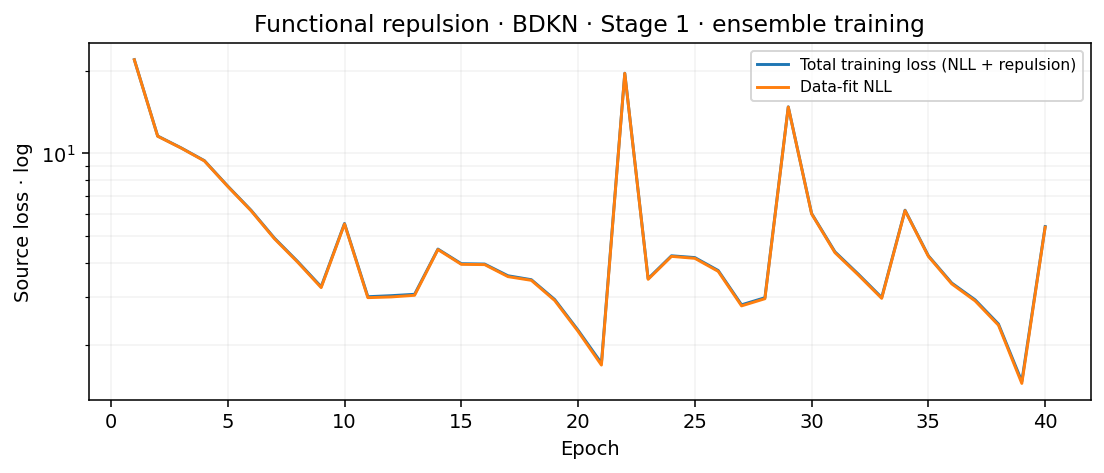 Functional repulsion · BDKN · Stage 1 · ensemble training
Total training loss (NLL + repulsion)
Data-fit NLL
Source loss · log
10¹
0 5 10 15 20 25 30 35 40
Epoch